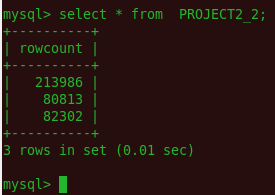 mysql> select * from  PROJECT2_2;
+----------+
| rowcount |
+----------+
|   213986 |
|    80813 |
|    82302 |
+----------+
3 rows in set (0.01 sec)
mysql>